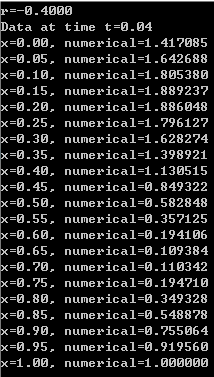 r=-0.4000
Data at time t=0.04
x=0.00, numerical=1.417085
x=0.05, numerical=1.642688
x=0.10, numerical=1.805380
x=0.15, numerical=1.889237
x=0.20, numerical=1.886048
x=0.25, numerical=1.796127
x=0.30, numerical=1.628274
x=0.35, numerical=1.398921
x=0.40, numerical=1.130515
x=0.45, numerical=0.849322
x=0.50, numerical=0.582848
x=0.55, numerical=0.357125
x=0.60, numerical=0.194106
x=0.65, numerical=0.109384
x=0.70, numerical=0.110342
x=0.75, numerical=0.194710
x=0.80, numerical=0.349328
x=0.85, numerical=0.548878
x=0.90, numerical=0.755064
x=0.95, numerical=0.919560
x=1.00, numerical=1.000000